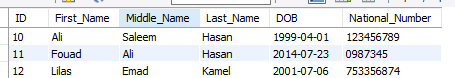 ID First_Name Middle_Name Last_Name DOB National_Number
10 Ali Saleem Hasan 1999-04-01 123456789
11 Fouad Ali Hasan 2014-07-23 0987345
12 Lilas Emad Kamel 2001-07-06 753356874